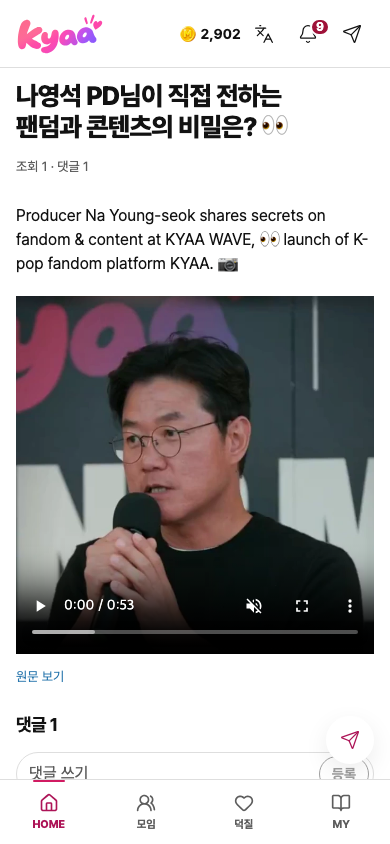 Kyaa
2,902
9
나영석 PD님이 직접 전하는
팬덤과 콘텐츠의 비밀은? 👀
조회 1 · 댓글 1
Producer Na Young-seok shares secrets on
fandom & content at KYAA WAVE, 👀 launch of K-
pop fandom platform KYAA. 📷
0:00 / 0:53
원문 보기
댓글 1
댓글 쓰기
등록
HOME
모임
덕질
MY